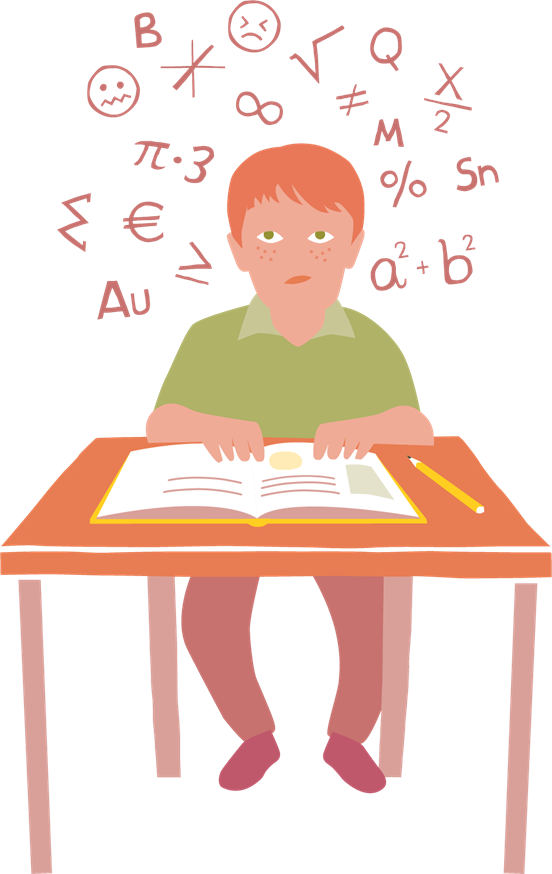 B
√ Q
∞ ≠ X/2
M
π·3 % Sn
Σ €
≥ a² + b²
Au